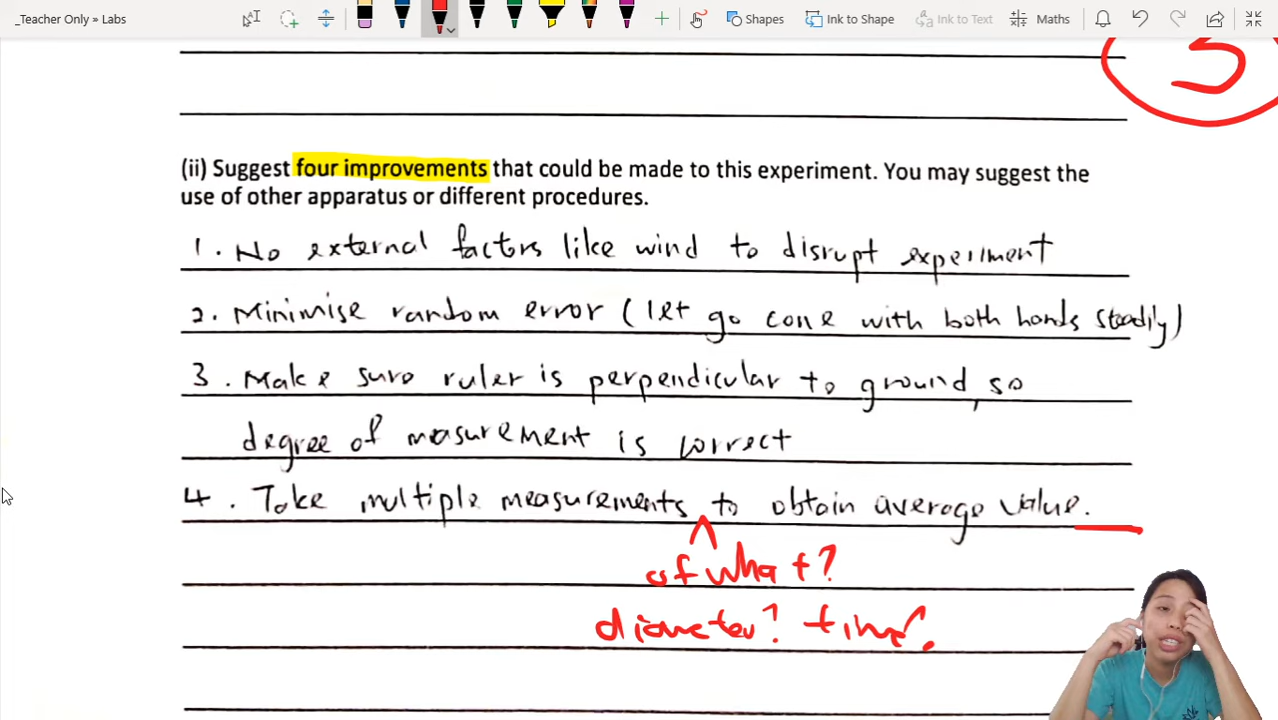 _Teacher Only » Labs
Shapes
Ink to Shape
Ink to Text
Maths
3
(ii) Suggest four improvements that could be made to this experiment. You may suggest the
use of other apparatus or different procedures.
1. No external factors like wind to disrupt experiment
2. Minimise random error (let go cone with both hands steadily)
3. Make sure ruler is perpendicular to ground, so
degree of measurement is correct
4. Take multiple measurements to obtain average value.
of what?
diameter? time?